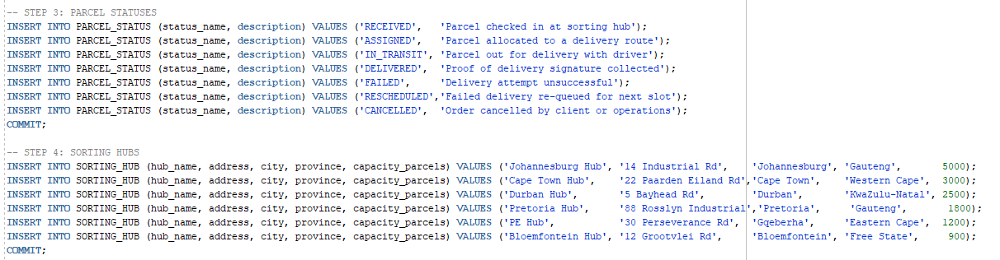 -- STEP 3: PARCEL STATUSES
INSERT INTO PARCEL_STATUS (status_name, description) VALUES ('RECEIVED',   'Parcel checked in at sorting hub');
INSERT INTO PARCEL_STATUS (status_name, description) VALUES ('ASSIGNED',   'Parcel allocated to a delivery route');
INSERT INTO PARCEL_STATUS (status_name, description) VALUES ('IN_TRANSIT', 'Parcel out for delivery with driver');
INSERT INTO PARCEL_STATUS (status_name, description) VALUES ('DELIVERED',  'Proof of delivery signature collected');
INSERT INTO PARCEL_STATUS (status_name, description) VALUES ('FAILED',     'Delivery attempt unsuccessful');
INSERT INTO PARCEL_STATUS (status_name, description) VALUES ('RESCHEDULED','Failed delivery re-queued for next slot');
INSERT INTO PARCEL_STATUS (status_name, description) VALUES ('CANCELLED',  'Order cancelled by client or operations');
COMMIT;
-- STEP 4: SORTING HUBS
INSERT INTO SORTING_HUB (hub_name, address, city, province, capacity_parcels) VALUES ('Johannesburg Hub', '14 Industrial Rd',    'Johannesburg', 'Gauteng',       5000);
INSERT INTO SORTING_HUB (hub_name, address, city, province, capacity_parcels) VALUES ('Cape Town Hub',    '22 Paarden Eiland Rd','Cape Town',    'Western Cape',  3000);
INSERT INTO SORTING_HUB (hub_name, address, city, province, capacity_parcels) VALUES ('Durban Hub',       '5 Bayhead Rd',        'Durban',       'KwaZulu-Natal', 2500);
INSERT INTO SORTING_HUB (hub_name, address, city, province, capacity_parcels) VALUES ('Pretoria Hub',     '88 Rosslyn Industrial','Pretoria',     'Gauteng',       1800);
INSERT INTO SORTING_HUB (hub_name, address, city, province, capacity_parcels) VALUES ('PE Hub',           '30 Perseverance Rd',  'Gqeberha',     'Eastern Cape',  1200);
INSERT INTO SORTING_HUB (hub_name, address, city, province, capacity_parcels) VALUES ('Bloemfontein Hub', '12 Grootvlei Rd',     'Bloemfontein', 'Free State',     900);
COMMIT;